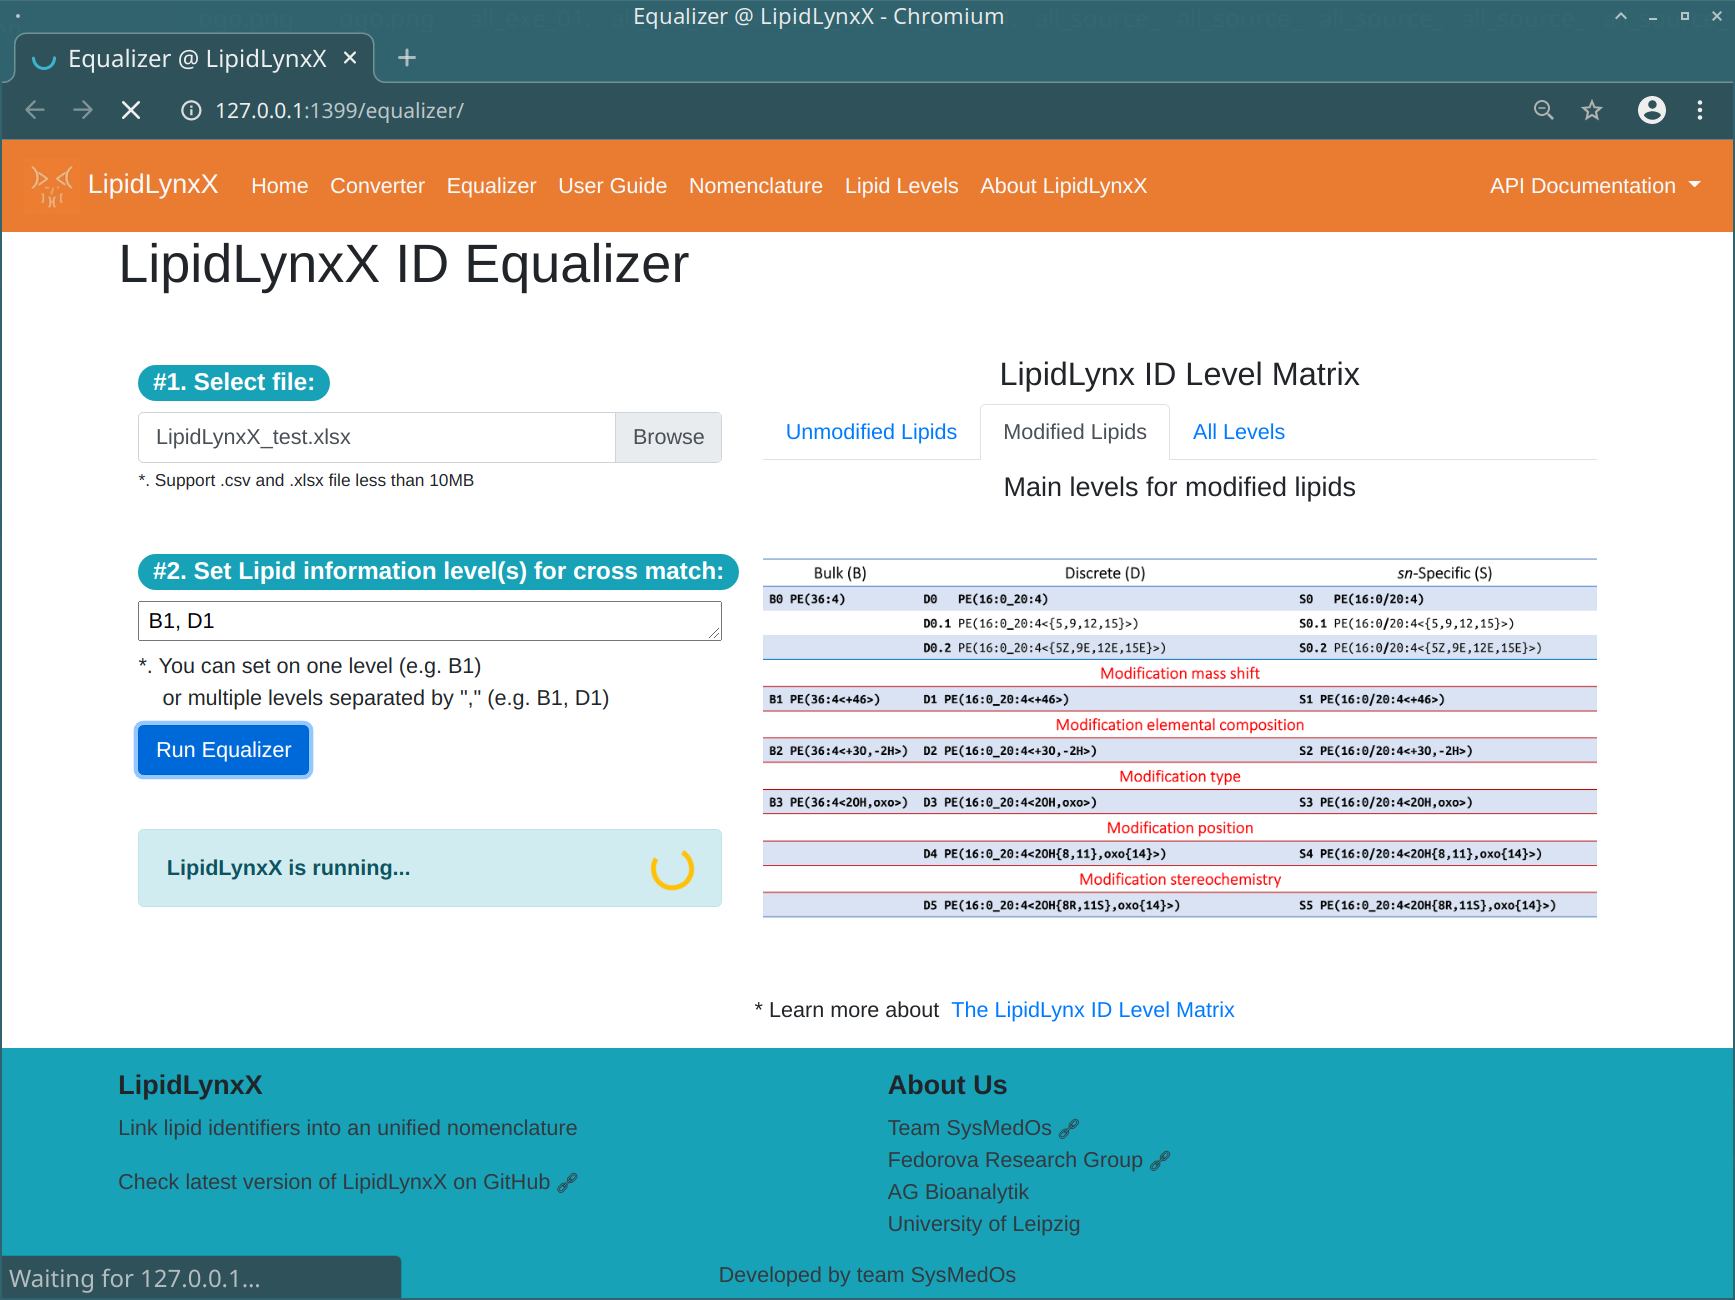 Equalizer @ LipidLynxX - Chromium
Equalizer @ LipidLynxX
127.0.0.1:1399/equalizer/
LipidLynxX Home Converter Equalizer User Guide Nomenclature Lipid Levels About LipidLynxX API Documentation
LipidLynxX ID Equalizer
#1. Select file:
LipidLynxX_test.xlsx Browse
*. Support .csv and .xlsx file less than 10MB
#2. Set Lipid information level(s) for cross match:
B1, D1
*. You can set on one level (e.g. B1)
or multiple levels separated by "," (e.g. B1, D1)
Run Equalizer
LipidLynxX is running...
LipidLynx ID Level Matrix
Unmodified Lipids Modified Lipids All Levels
Main levels for modified lipids
Bulk (B) Discrete (D) sn-Specific (S)
B0 PE(36:4) D0 PE(16:0_20:4) S0 PE(16:0/20:4)
D0.1 PE(16:0_20:4<{5,9,12,15}>) S0.1 PE(16:0/20:4<{5,9,12,15}>)
D0.2 PE(16:0_20:4<{5Z,9E,12E,15E}>) S0.2 PE(16:0/20:4<{5Z,9E,12E,15E}>)
Modification mass shift
B1 PE(36:4<+46>) D1 PE(16:0_20:4<+46>) S1 PE(16:0/20:4<+46>)
Modification elemental composition
B2 PE(36:4<+3O,-2H>) D2 PE(16:0_20:4<+3O,-2H>) S2 PE(16:0/20:4<+3O,-2H>)
Modification type
B3 PE(36:4<2OH,oxo>) D3 PE(16:0_20:4<2OH,oxo>) S3 PE(16:0/20:4<2OH,oxo>)
Modification position
D4 PE(16:0_20:4<2OH{8,11},oxo{14}>) S4 PE(16:0/20:4<2OH{8,11},oxo{14}>)
Modification stereochemistry
D5 PE(16:0_20:4<2OH{8R,11S},oxo{14}>) S5 PE(16:0_20:4<2OH{8R,11S},oxo{14}>)
* Learn more about The LipidLynx ID Level Matrix
LipidLynxX
Link lipid identifiers into an unified nomenclature
Check latest version of LipidLynxX on GitHub
About Us
Team SysMedOs
Fedorova Research Group
AG Bioanalytik
University of Leipzig
Developed by team SysMedOs
Waiting for 127.0.0.1...